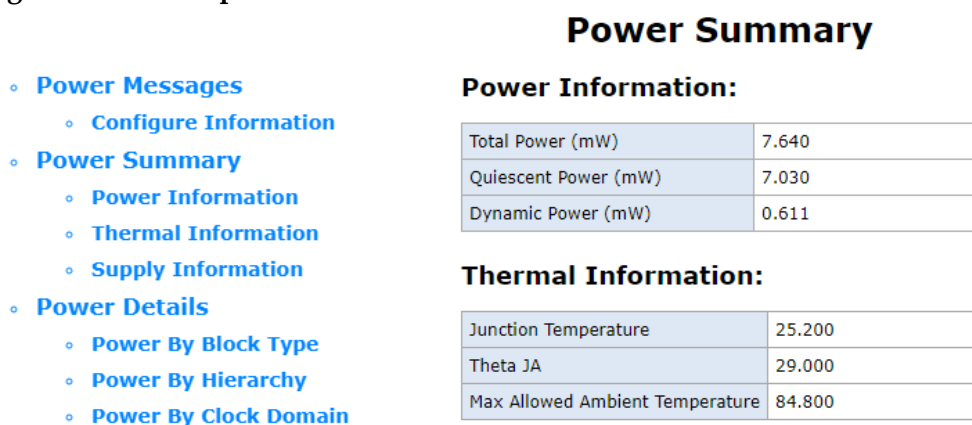 Power Summary
Power Messages
Configure Information
Power Summary
Power Information
Thermal Information
Supply Information
Power Details
Power By Block Type
Power By Hierarchy
Power By Clock Domain
Power Information:
Total Power (mW) 7.640
Quiescent Power (mW) 7.030
Dynamic Power (mW) 0.611
Thermal Information:
Junction Temperature 25.200
Theta JA 29.000
Max Allowed Ambient Temperature 84.800